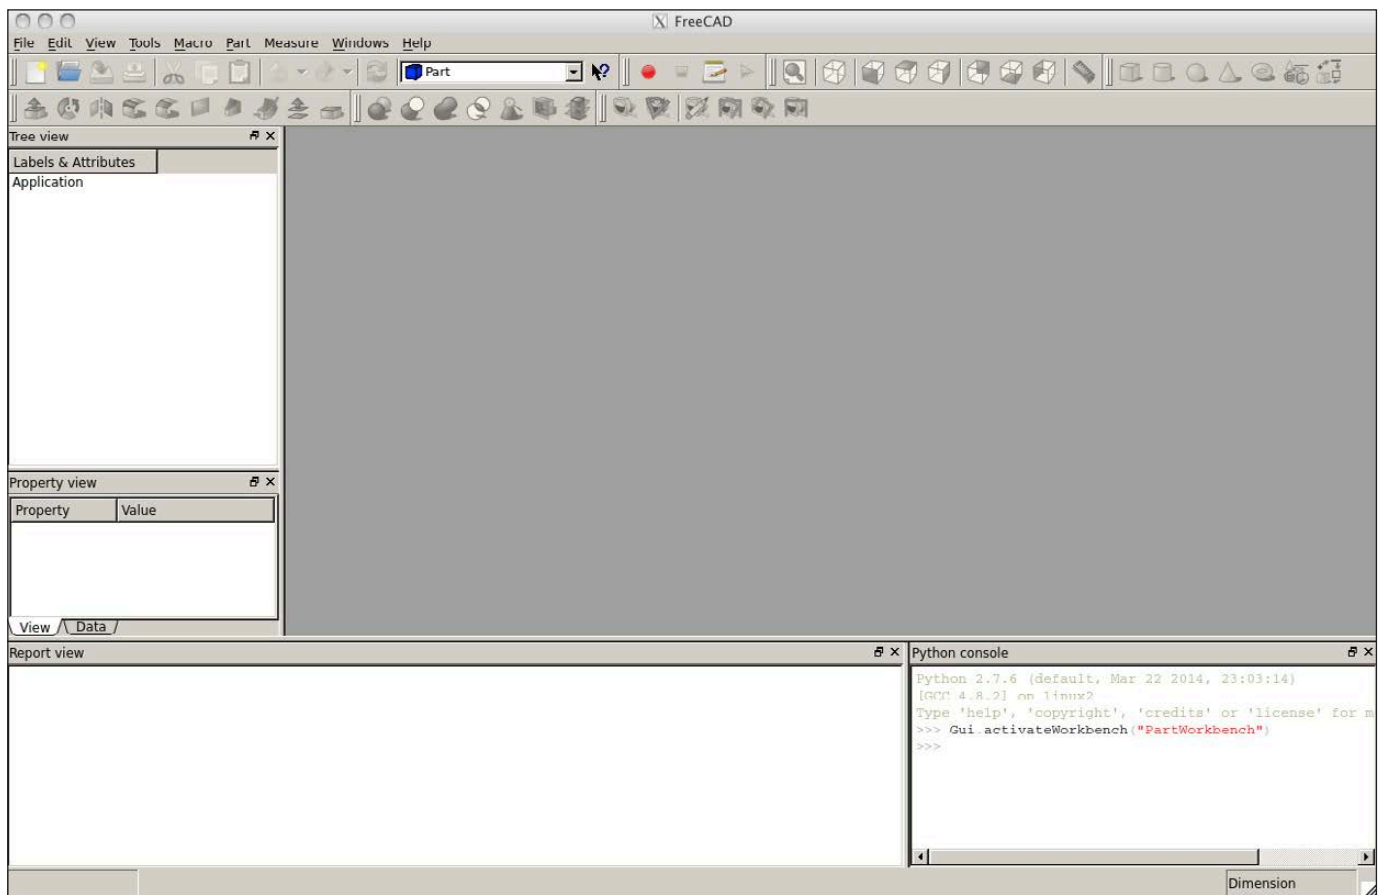 FreeCAD
File Edit View Tools Macro Part Measure Windows Help
Part
Tree view
Labels & Attributes
Application
Property view
Property Value
View Data
Report view
Python console
Python 2.7.6 (default, Mar 22 2014, 23:03:14)
[GCC 4.8.2] on linux2
Type 'help', 'copyright', 'credits' or 'license' for m
>>> Gui.activateWorkbench("PartWorkbench")
>>>
Dimension